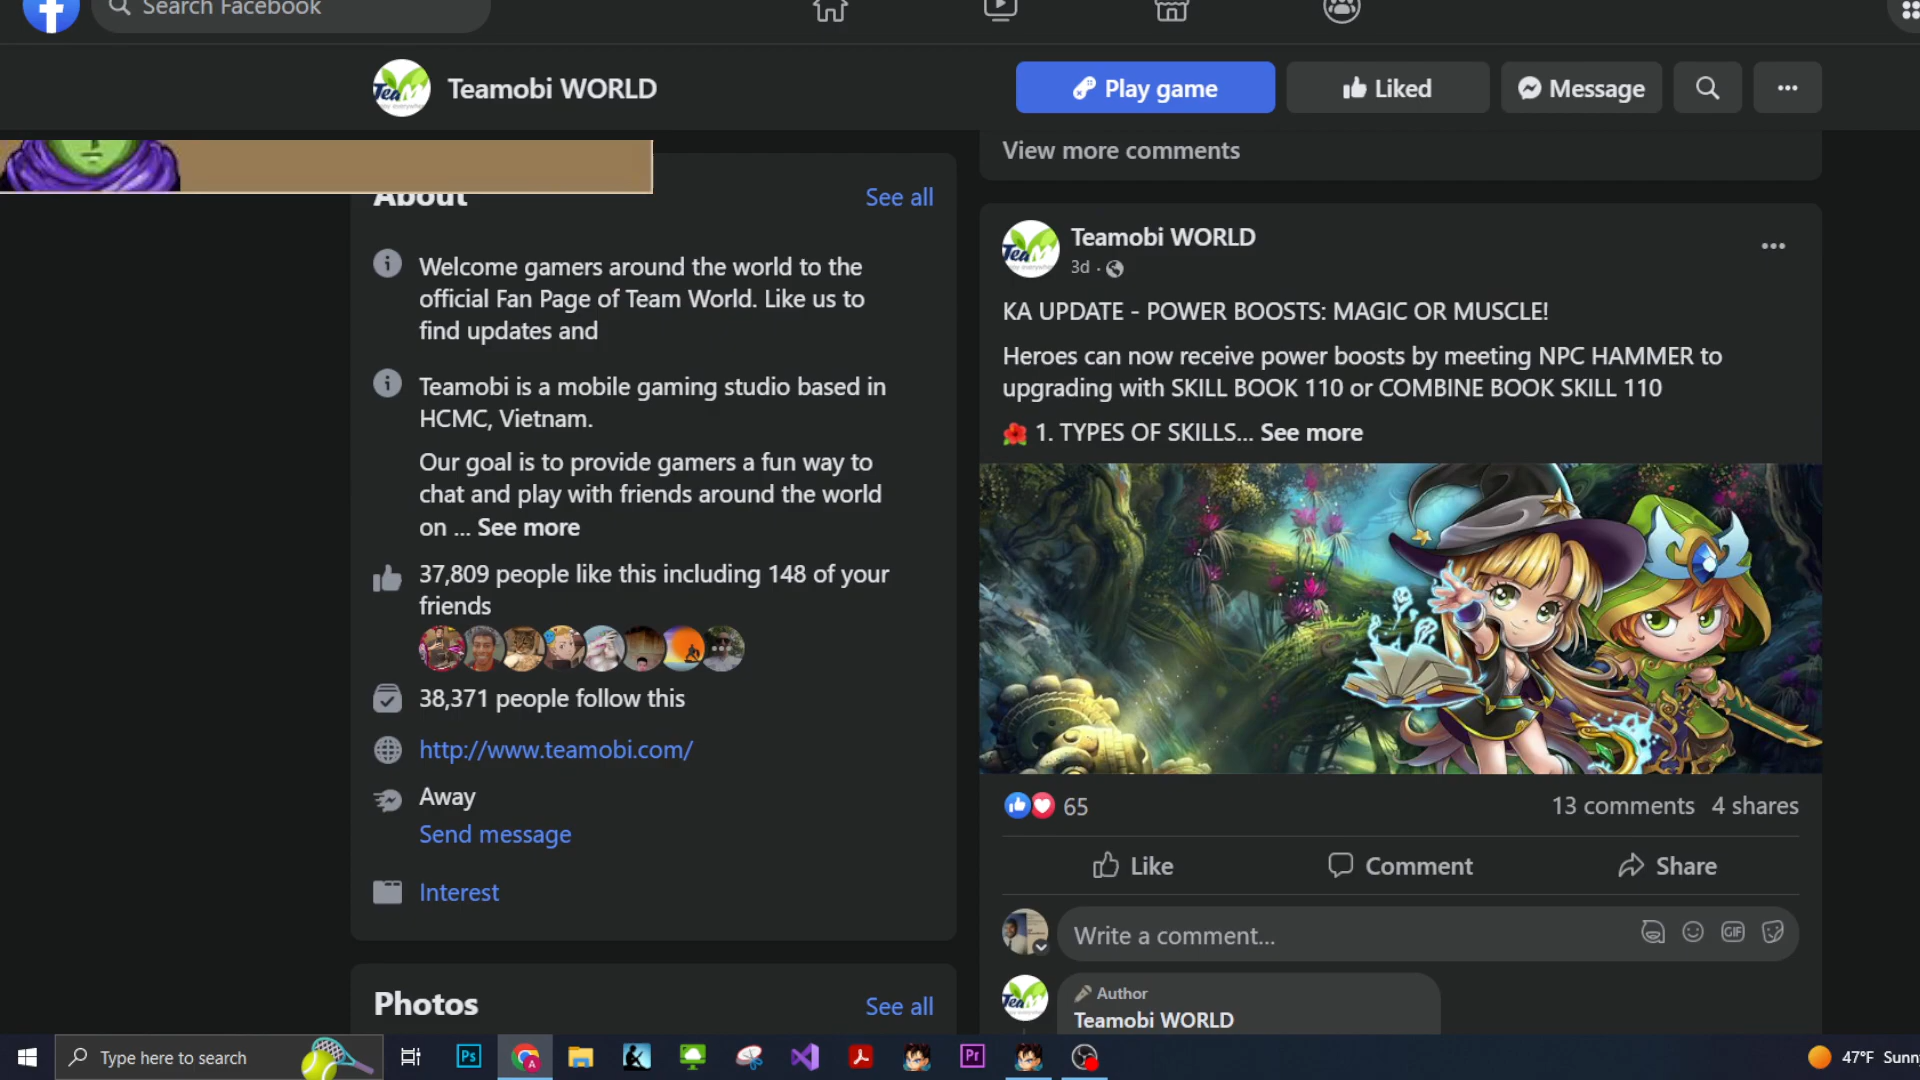 Search Facebook
Teamobi WORLD
Play game
Liked
Message
About
See all
Welcome gamers around the world to the
official Fan Page of Team World. Like us to
find updates and
Teamobi is a mobile gaming studio based in
HCMC, Vietnam.
Our goal is to provide gamers a fun way to
chat and play with friends around the world
on ... See more
37,809 people like this including 148 of your
friends
38,371 people follow this
http://www.teamobi.com/
Away
Send message
Interest
Photos
See all
View more comments
Teamobi WORLD
3d ·
KA UPDATE - POWER BOOSTS: MAGIC OR MUSCLE!
Heroes can now receive power boosts by meeting NPC HAMMER to
upgrading with SKILL BOOK 110 or COMBINE BOOK SKILL 110
1. TYPES OF SKILLS... See more
65
13 comments 4 shares
Like
Comment
Share
Write a comment...
GIF
Author
Teamobi WORLD
Type here to search
Ps
Pr
47°F Sunny